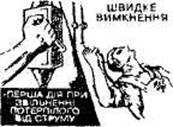 ШВИДКЕ
ВИМКНЕННЯ
-ПЕРША ДІЯ ПРИ
ЗВІЛЬНЕННІ
ПОТЕРПІЛОГО
ВІД СТРУМУ